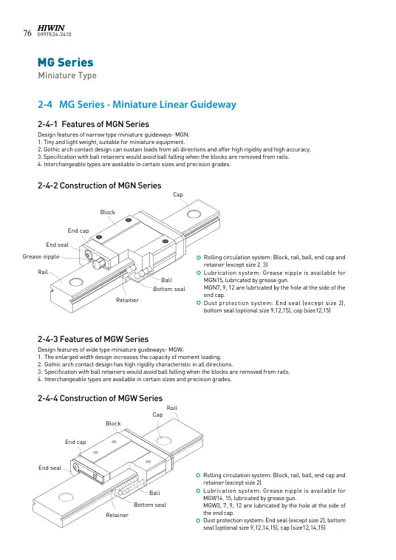 76
HIWIN
G99TE24-2410
MG Series
Miniature Type
2-4 MG Series - Miniature Linear Guideway
2-4-1 Features of MGN Series
Design features of narrow type miniature guideways- MGN:
1. Tiny and light weight, suitable for miniature equipment.
2. Gothic arch contact design can sustain loads from all directions and offer high rigidity and high accuracy.
3. Specification with ball retainers would avoid ball falling when the blocks are removed from rails.
4. Interchangeable types are available in certain sizes and precision grades.
2-4-2 Construction of MGN Series
Cap
Block
End cap
End seal
Grease nipple
Rail
Ball
Bottom seal
Retainer
Rolling circulation system: Block, rail, ball, end cap and
retainer (except size 2, 3)
Lubrication system: Grease nipple is available for
MGN15, lubricated by grease gun.
MGN7, 9, 12 are lubricated by the hole at the side of the
end cap.
Dust protection system: End seal (except size 2),
bottom seal (optional size 9,12,15), cap (size12,15)
2-4-3 Features of MGW Series
Design features of wide type miniature guideways- MGW:
1. The enlarged width design increases the capacity of moment loading.
2. Gothic arch contact design has high rigidity characteristic in all directions.
3. Specification with ball retainers would avoid ball falling when the blocks are removed from rails.
4. Interchangeable types are available in certain sizes and precision grades.
2-4-4 Construction of MGW Series
Rail
Cap
Block
End cap
End seal
Ball
Bottom seal
Retainer
Rolling circulation system: Block, rail, ball, end cap and
retainer (except size 2)
Lubrication system: Grease nipple is available for
MGW14, 15, lubricated by grease gun.
MGW2, 7, 9, 12 are lubricated by the hole at the side of
the end cap.
Dust protection system: End seal (except size 2), bottom
seal (optional size 9,12,14,15), cap (size12,14,15)